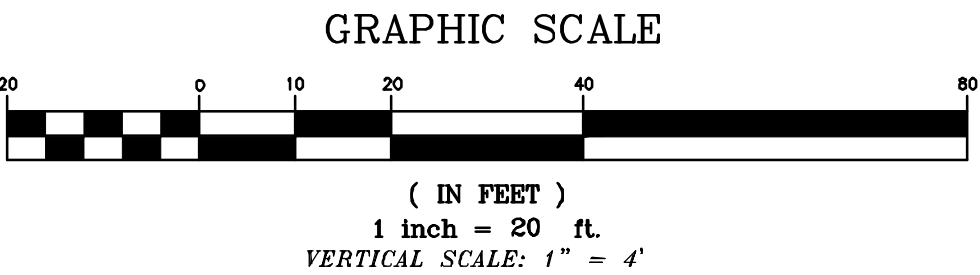 GRAPHIC SCALE
20 0 10 20 40 80
( IN FEET )
1 inch = 20 ft.
VERTICAL SCALE: 1" = 4'